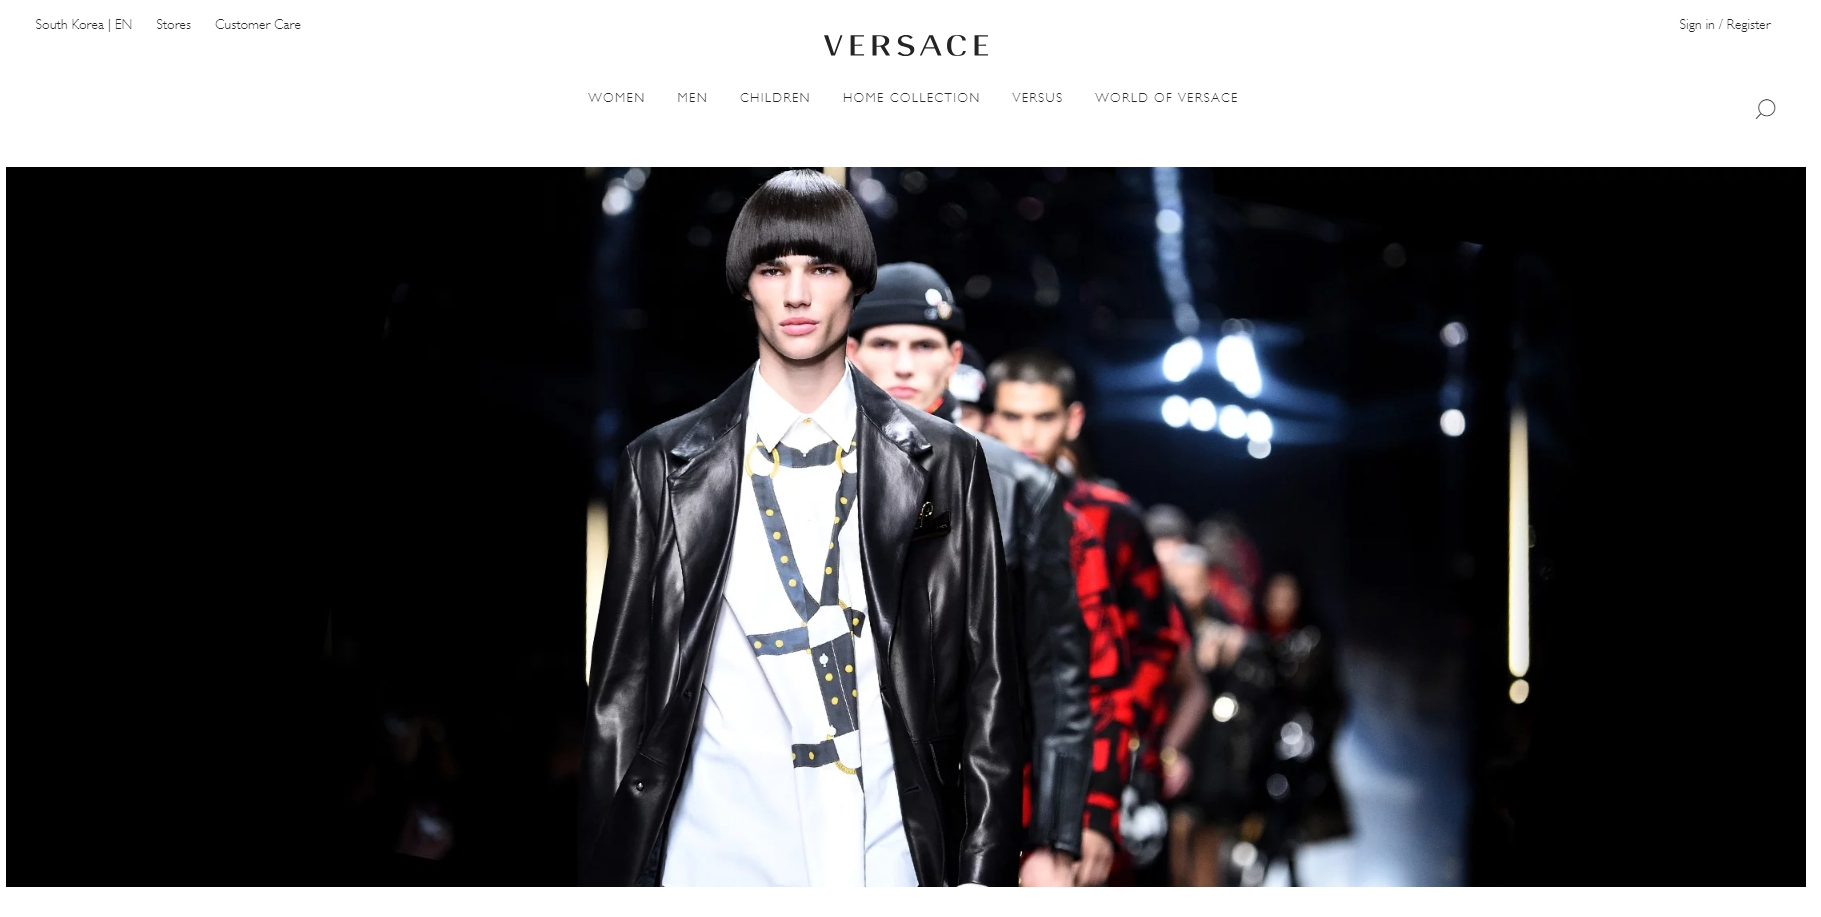 South Korea | EN Stores Customer Care Sign in / Register
VERSACE
WOMEN MEN CHILDREN HOME COLLECTION VERSUS WORLD OF VERSACE